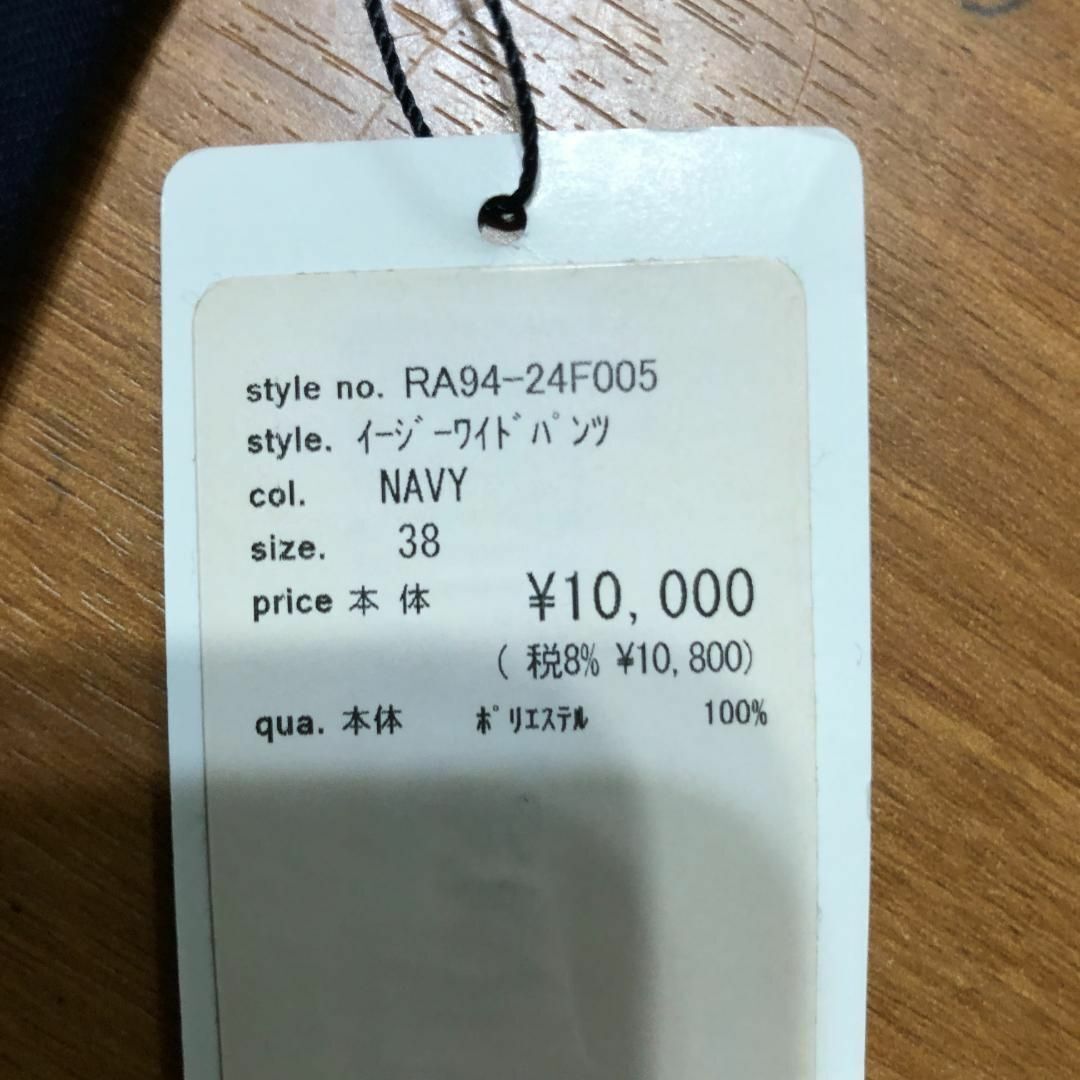 style no. RA94-24F005
style. ｲｰｼﾞｰﾜｲﾄﾞﾊﾟﾝﾂ
col. NAVY
size. 38
price 本 体 ¥10,000
( 税8% ¥10,800)
qua. 本体 ﾎﾟﾘｴｽﾃﾙ 100%